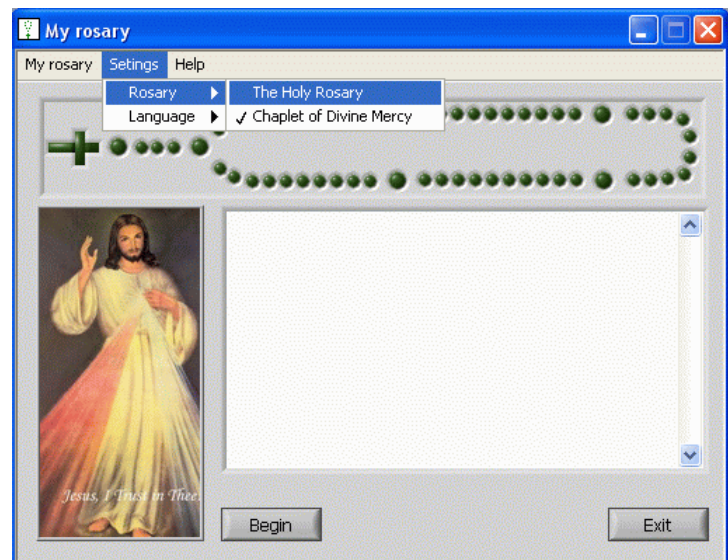 My rosary
My rosary Setings Help
Rosary The Holy Rosary
Language ✓ Chaplet of Divine Mercy
Jesus, I Trust in Thee.
Begin Exit